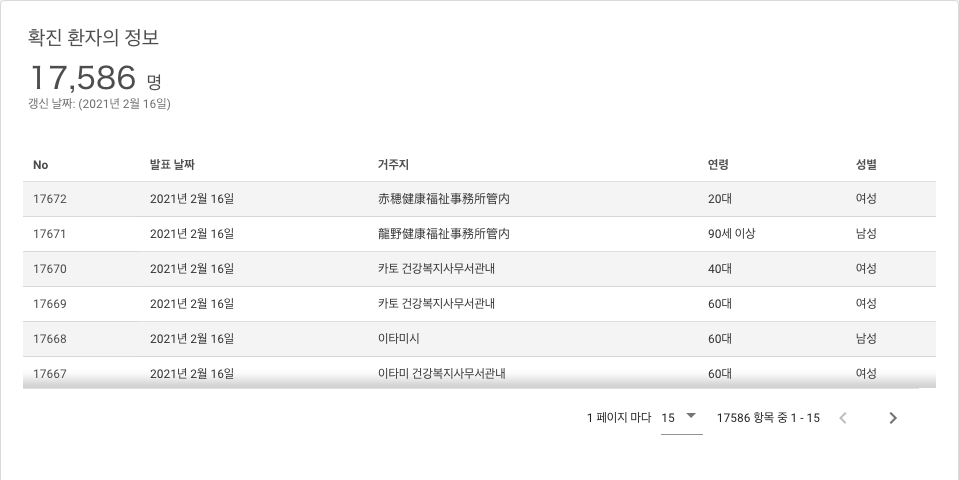 확진 환자의 정보
17,586 명
갱신 날짜: (2021년 2월 16일)
No 발표 날짜 거주지 연령 성별
17672 2021년 2월 16일 赤穂健康福祉事務所管内 20대 여성
17671 2021년 2월 16일 龍野健康福祉事務所管内 90세 이상 남성
17670 2021년 2월 16일 카토 건강복지사무서관내 40대 여성
17669 2021년 2월 16일 카토 건강복지사무서관내 60대 여성
17668 2021년 2월 16일 이타미시 60대 남성
17667 2021년 2월 16일 이타미 건강복지사무서관내 60대 여성
1 페이지 마다 15 17586 항목 중 1 - 15